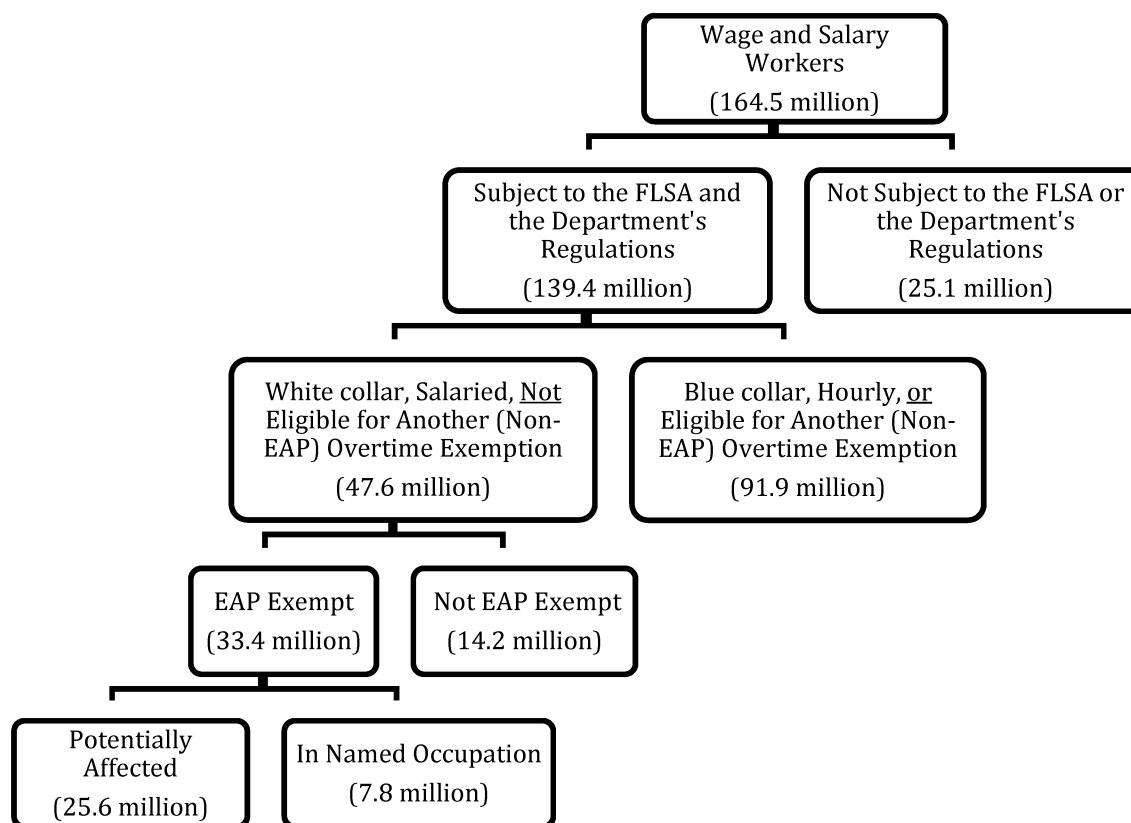 Wage and Salary
Workers
(164.5 million)
Subject to the FLSA and
the Department's
Regulations
(139.4 million)
Not Subject to the FLSA or
the Department's
Regulations
(25.1 million)
White collar, Salaried, Not
Eligible for Another (Non-
EAP) Overtime Exemption
(47.6 million)
Blue collar, Hourly, or
Eligible for Another (Non-
EAP) Overtime Exemption
(91.9 million)
EAP Exempt
(33.4 million)
Not EAP Exempt
(14.2 million)
Potentially
Affected
(25.6 million)
In Named Occupation
(7.8 million)